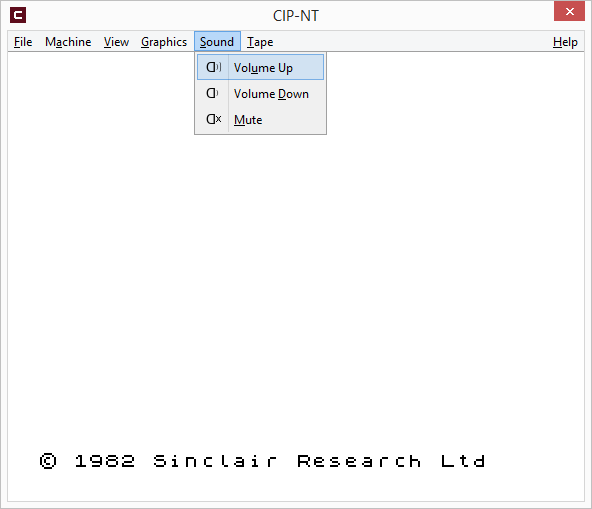 CIP-NT
File Machine View Graphics Sound Tape Help
Volume Up
Volume Down
Mute
© 1982 Sinclair Research Ltd